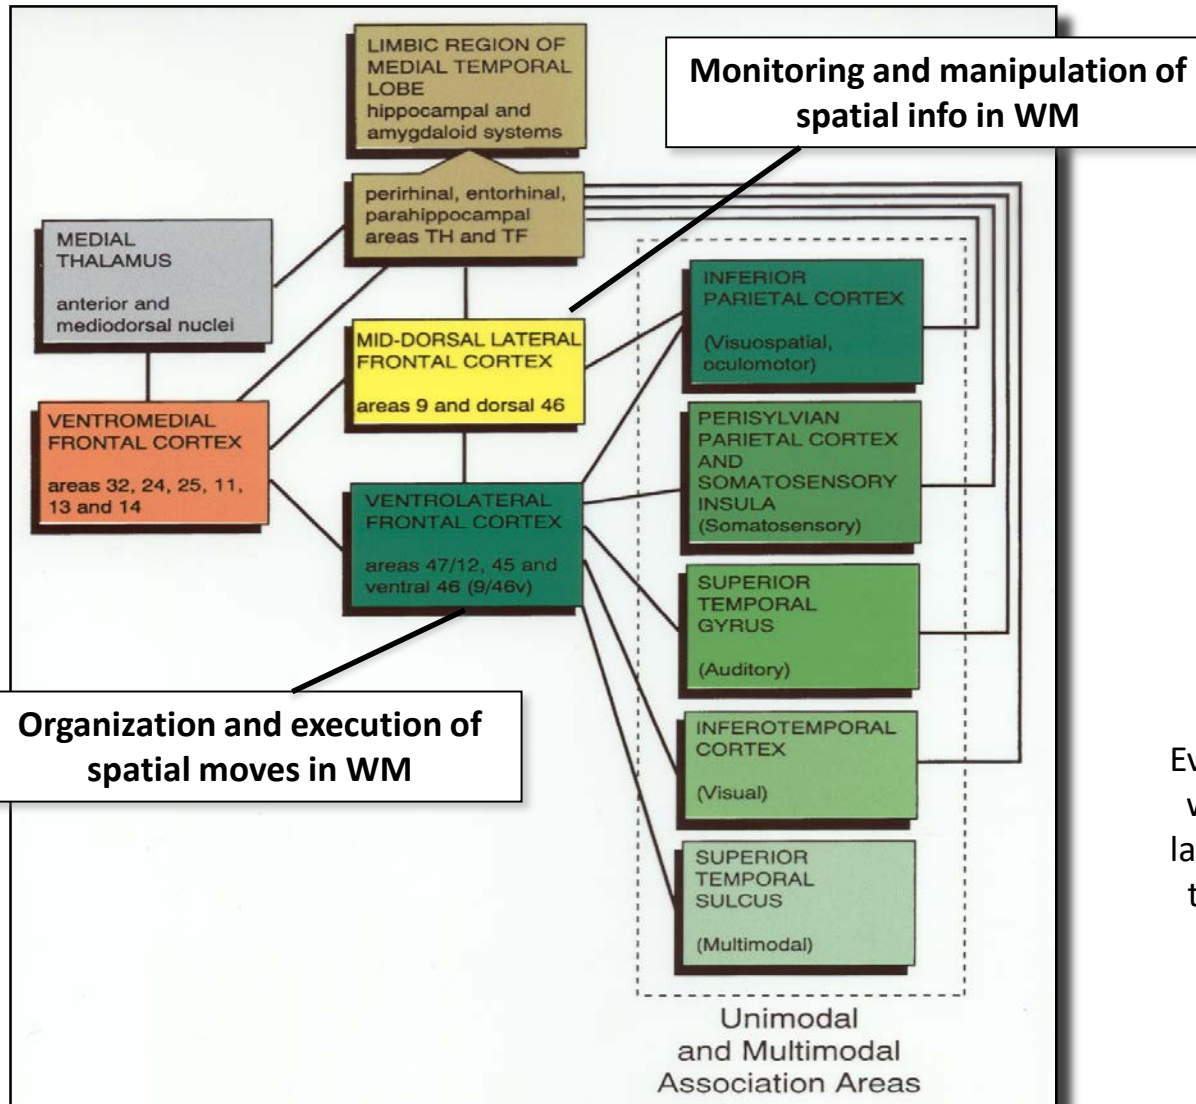 LIMBIC REGION OF
MEDIAL TEMPORAL
LOBE
hippocampal and
amygdaloid systems
Monitoring and manipulation of
spatial info in WM
perirhinal, entorhinal,
parahippocampal
areas TH and TF
MEDIAL
THALAMUS
anterior and
mediodorsal nuclei
INFERIOR
PARIETAL CORTEX
(Visuospatial,
oculomotor)
MID-DORSAL LATERAL
FRONTAL CORTEX
areas 9 and dorsal 46
VENTROMEDIAL
FRONTAL CORTEX
areas 32, 24, 25, 11,
13 and 14
PERISYLVIAN
PARIETAL CORTEX
AND
SOMATOSENSORY
INSULA
(Somatosensory)
VENTROLATERAL
FRONTAL CORTEX
areas 47/12, 45 and
ventral 46 (9/46v)
SUPERIOR
TEMPORAL
GYRUS
(Auditory)
Organization and execution of
spatial moves in WM
INFEROTEMPORAL
CORTEX
(Visual)
SUPERIOR
TEMPORAL
SULCUS
(Multimodal)
Unimodal
and Multimodal
Association Areas